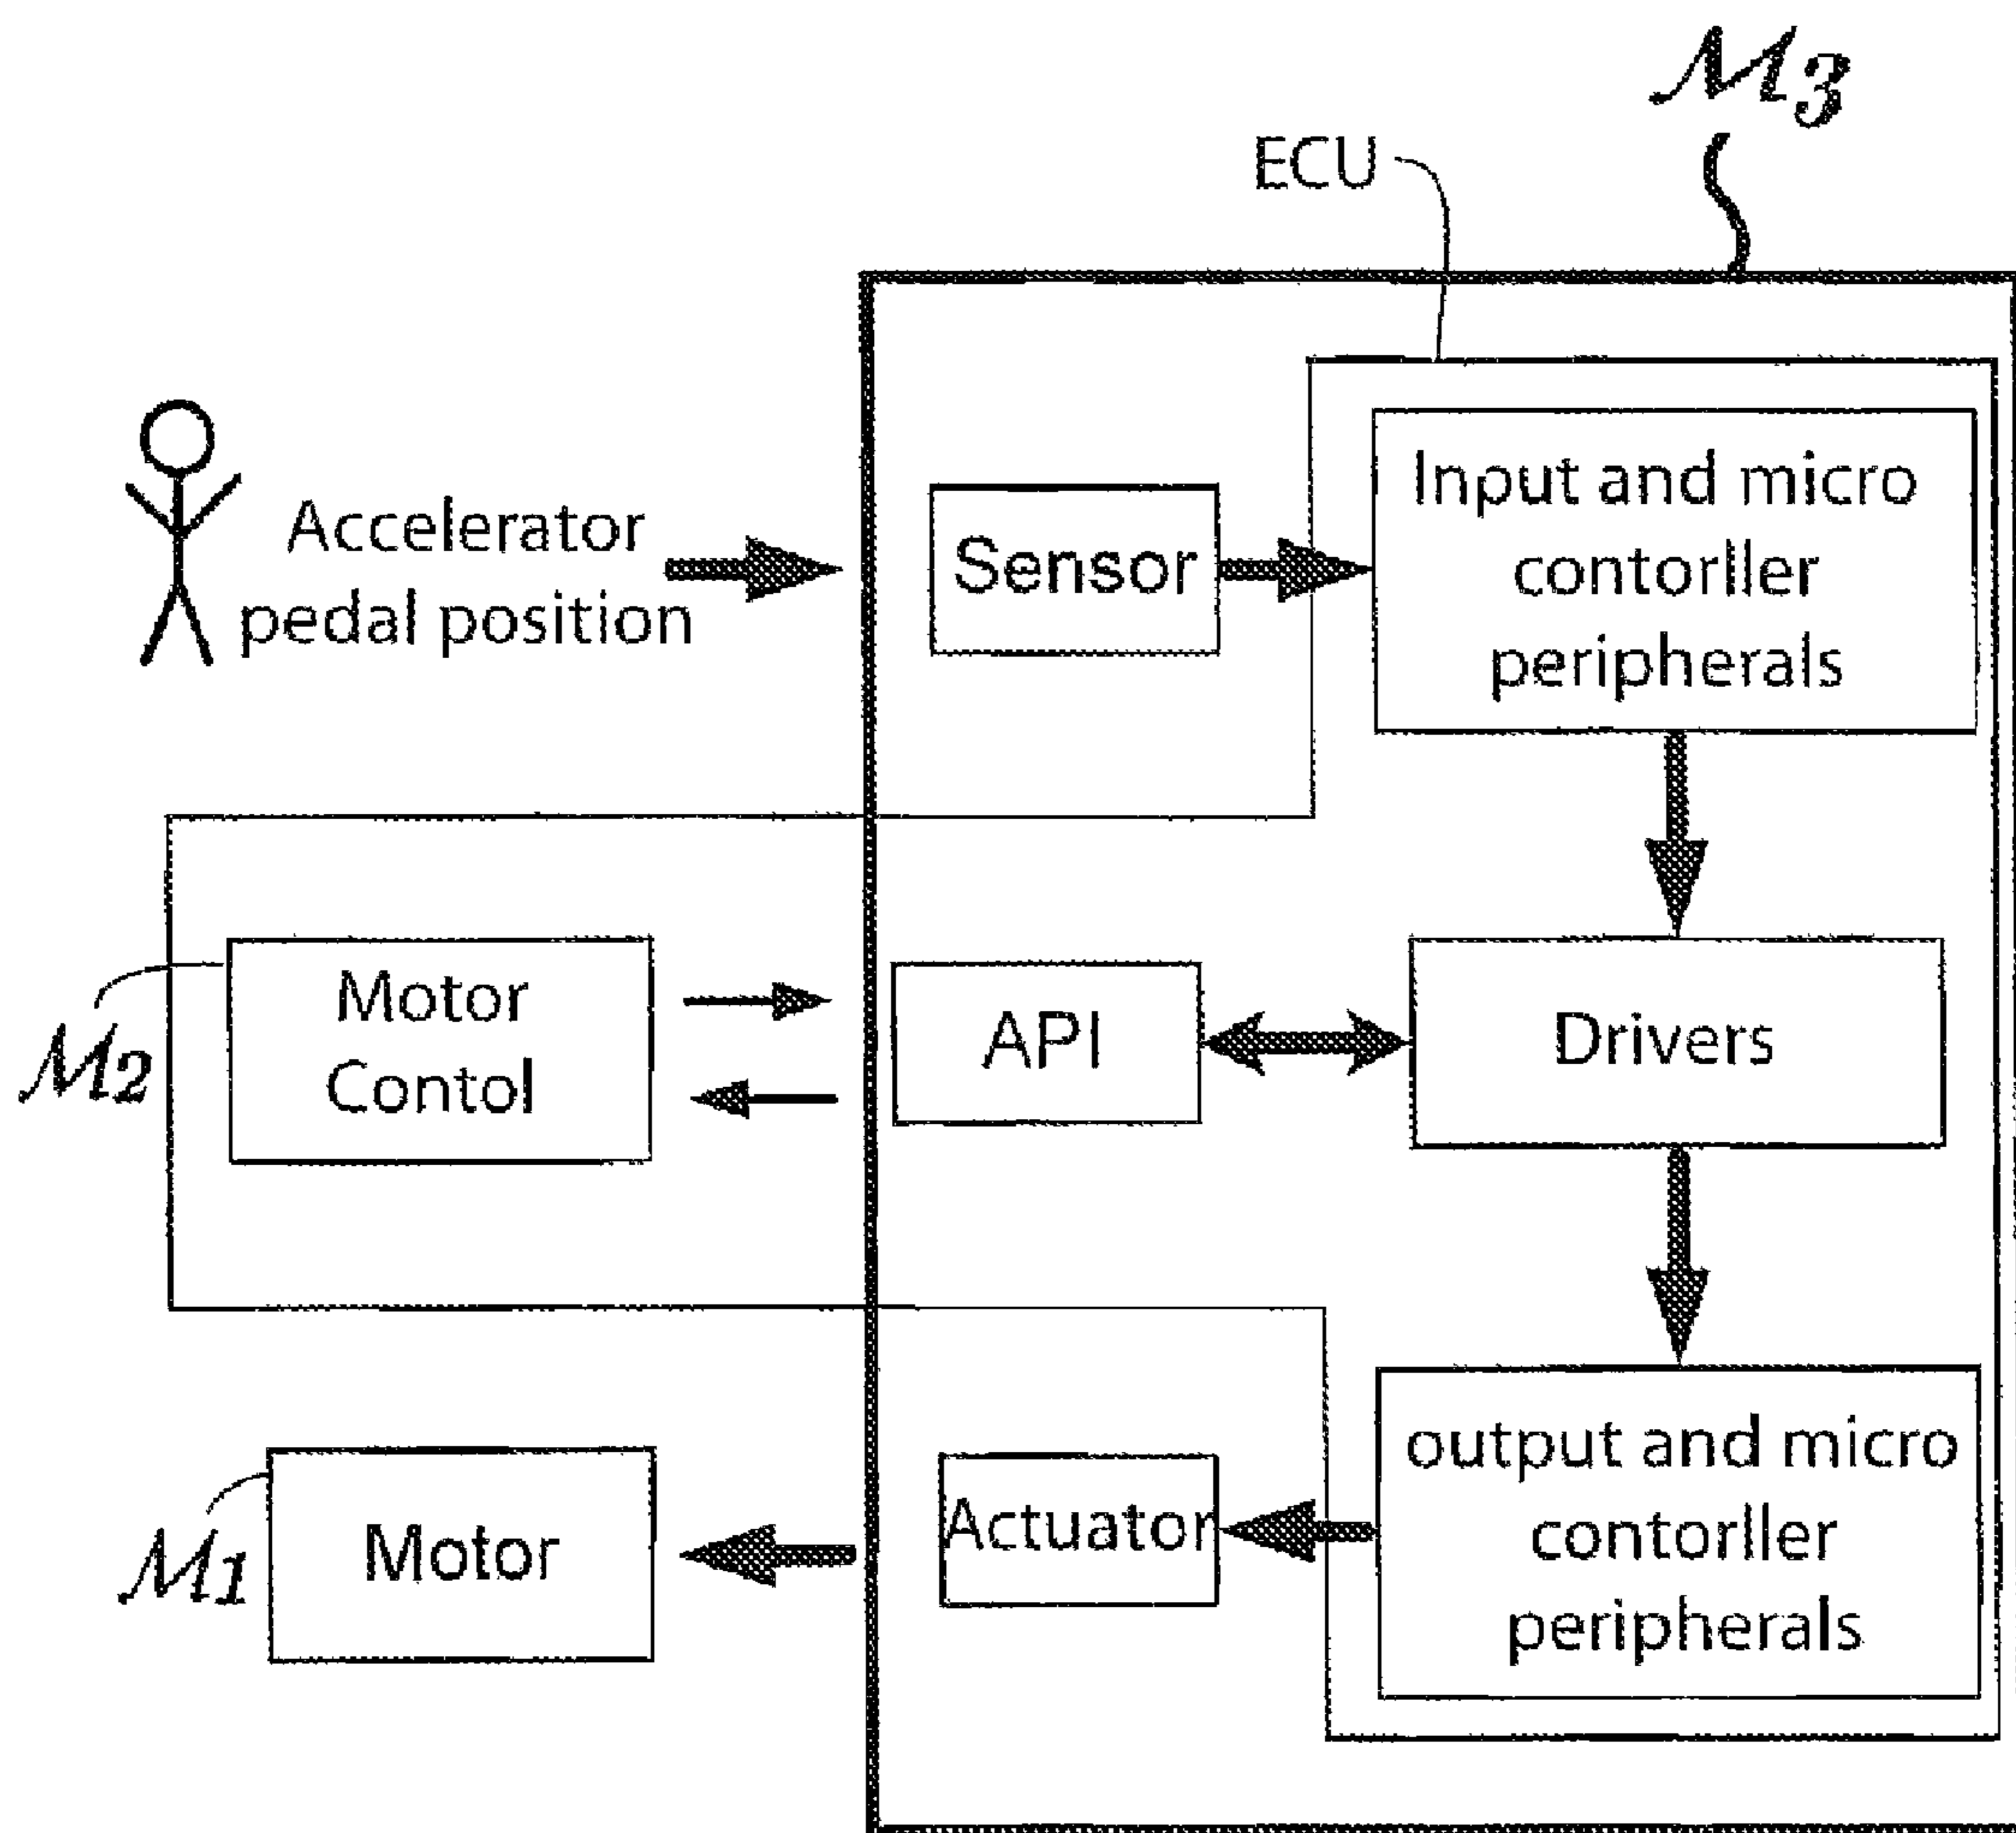 M3
ECU
Accelerator
pedal position
Sensor
Input and micro
contorller
peripherals
M2
Motor
Contol
API
Drivers
M1
Motor
Actuator
output and micro
contorller
peripherals